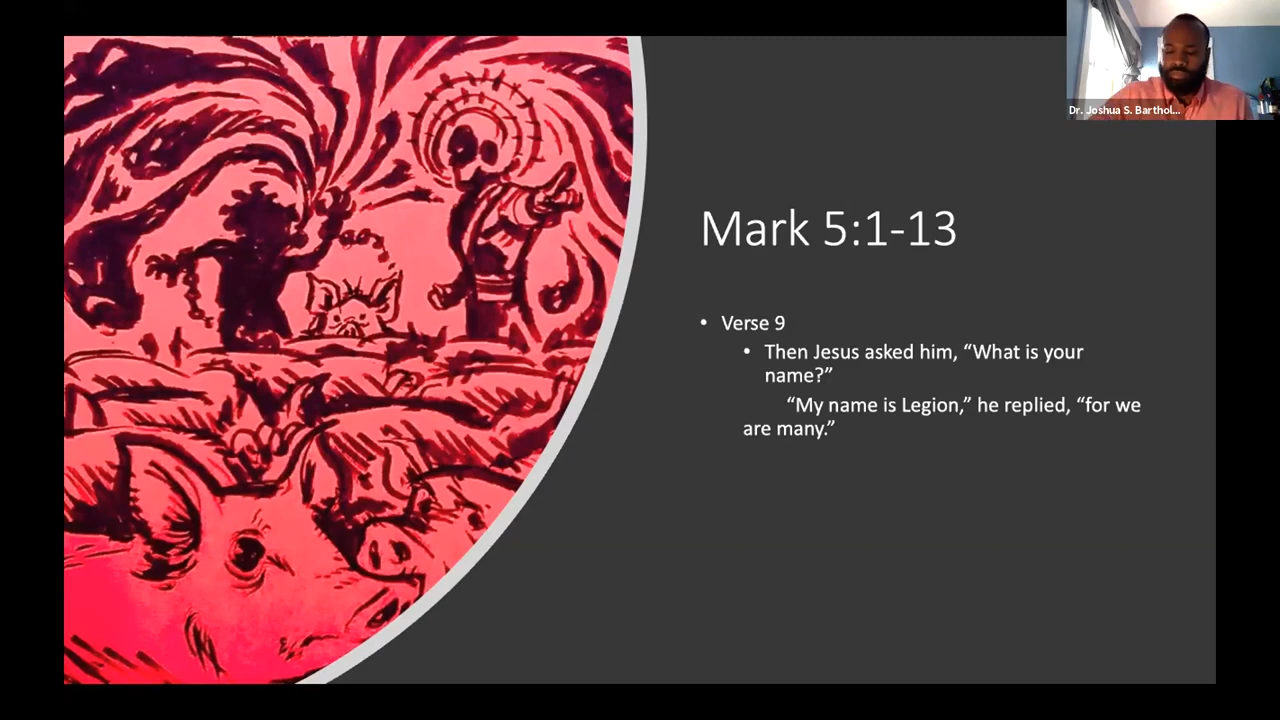 Dr. Joshua S. Barthol...
Mark 5:1-13
• Verse 9
• Then Jesus asked him, “What is your
name?”
“My name is Legion,” he replied, “for we
are many.”